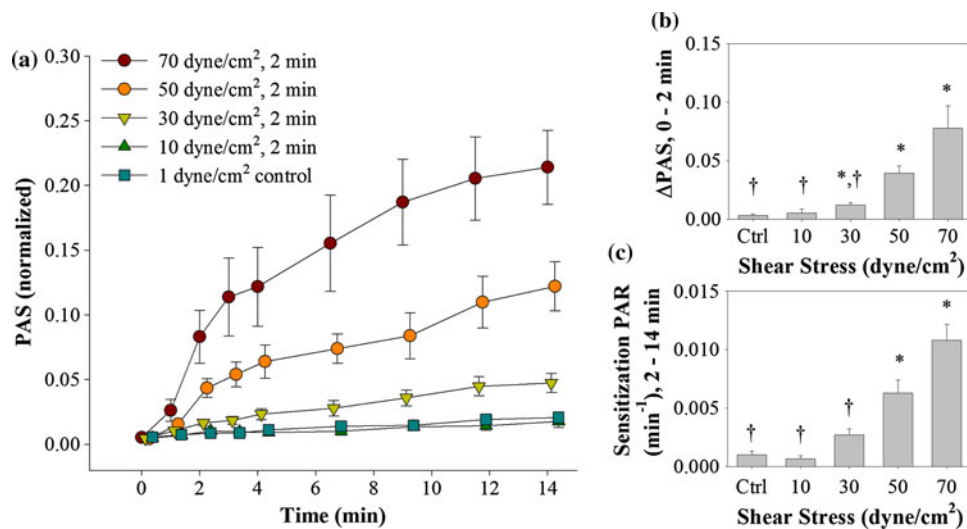 (a)
0.30
0.25
0.20
0.15
0.10
0.05
0.00
PAS (normalized)
70 dyne/cm², 2 min
50 dyne/cm², 2 min
30 dyne/cm², 2 min
10 dyne/cm², 2 min
1 dyne/cm² control
0 2 4 6 8 10 12 14
Time (min)
(b)
ΔPAS, 0 - 2 min
0.15
0.10
0.05
0.00
† † *,† * *
Ctrl 10 30 50 70
Shear Stress (dyne/cm²)
(c)
Sensitization PAR
(min⁻¹), 2 - 14 min
0.015
0.010
0.005
0.000
† † † * *
Ctrl 10 30 50 70
Shear Stress (dyne/cm²)